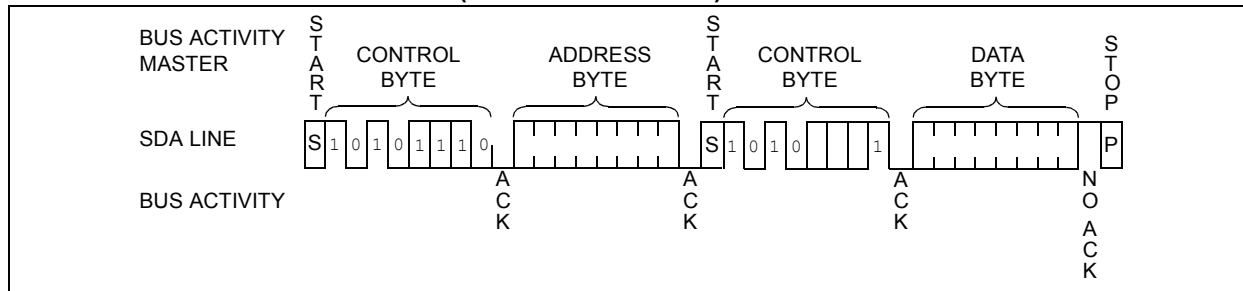 BUS ACTIVITY
MASTER
START
CONTROL
BYTE
ADDRESS
BYTE
START
CONTROL
BYTE
DATA
BYTE
STOP
SDA LINE
S 1 0 1 0 1 1 1 0
S 1 0 1 0 1
P
BUS ACTIVITY
ACK
ACK
ACK
NO ACK